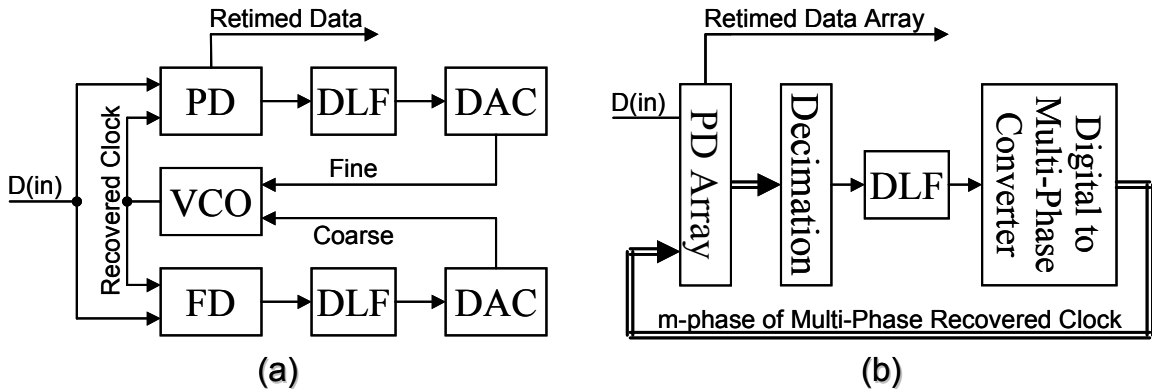 Retimed Data
PD
DLF
DAC
Recovered Clock
D(in)
Fine
VCO
Coarse
FD
DLF
DAC
(a)
Retimed Data Array
D(in)
PD Array
Decimation
DLF
Digital to
Multi-Phase
Converter
m-phase of Multi-Phase Recovered Clock
(b)